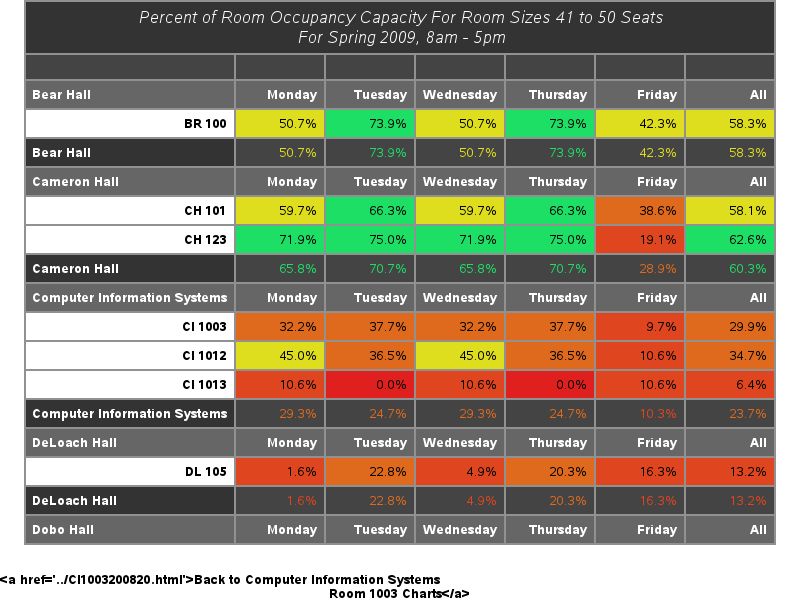 Percent of Room Occupancy Capacity For Room Sizes 41 to 50 Seats
For Spring 2009, 8am - 5pm
Bear Hall Monday Tuesday Wednesday Thursday Friday All
BR 100 50.7% 73.9% 50.7% 73.9% 42.3% 58.3%
Bear Hall 50.7% 73.9% 50.7% 73.9% 42.3% 58.3%
Cameron Hall Monday Tuesday Wednesday Thursday Friday All
CH 101 59.7% 66.3% 59.7% 66.3% 38.6% 58.1%
CH 123 71.9% 75.0% 71.9% 75.0% 19.1% 62.6%
Cameron Hall 65.8% 70.7% 65.8% 70.7% 28.9% 60.3%
Computer Information Systems Monday Tuesday Wednesday Thursday Friday All
CI 1003 32.2% 37.7% 32.2% 37.7% 9.7% 29.9%
CI 1012 45.0% 36.5% 45.0% 36.5% 10.6% 34.7%
CI 1013 10.6% 0.0% 10.6% 0.0% 10.6% 6.4%
Computer Information Systems 29.3% 24.7% 29.3% 24.7% 10.3% 23.7%
DeLoach Hall Monday Tuesday Wednesday Thursday Friday All
DL 105 1.6% 22.8% 4.9% 20.3% 16.3% 13.2%
DeLoach Hall 1.6% 22.8% 4.9% 20.3% 16.3% 13.2%
Dobo Hall Monday Tuesday Wednesday Thursday Friday All
<a href='../CI1003200820.html'>Back to Computer Information Systems
Room 1003 Charts</a>